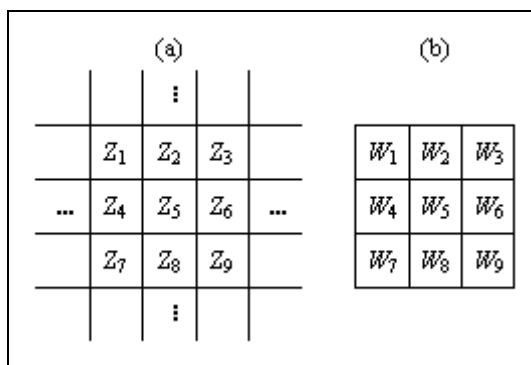 (a) (b)
⋮
Z₁ Z₂ Z₃ W₁ W₂ W₃
... Z₄ Z₅ Z₆ ... W₄ W₅ W₆
Z₇ Z₈ Z₉ W₇ W₈ W₉
⋮